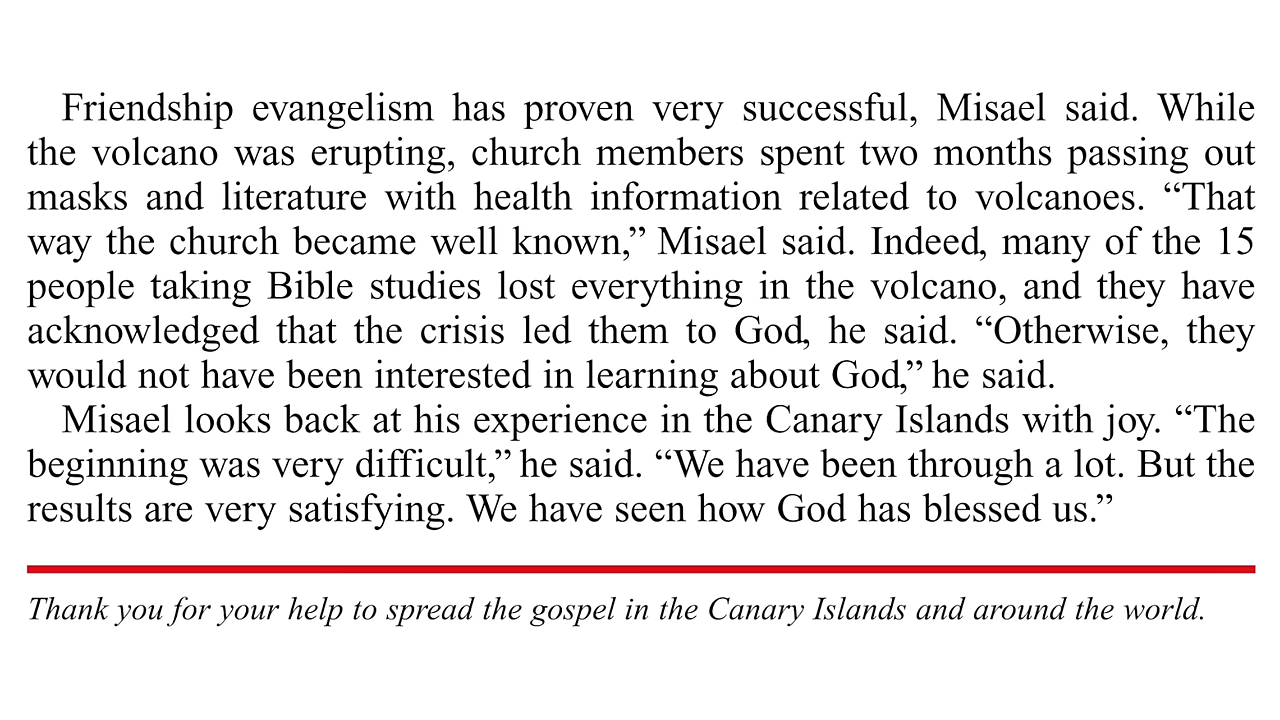 Friendship evangelism has proven very successful, Misael said. While
the volcano was erupting, church members spent two months passing out
masks and literature with health information related to volcanoes. “That
way the church became well known,” Misael said. Indeed, many of the 15
people taking Bible studies lost everything in the volcano, and they have
acknowledged that the crisis led them to God, he said. “Otherwise, they
would not have been interested in learning about God,” he said.
Misael looks back at his experience in the Canary Islands with joy. “The
beginning was very difficult,” he said. “We have been through a lot. But the
results are very satisfying. We have seen how God has blessed us.”
Thank you for your help to spread the gospel in the Canary Islands and around the world.